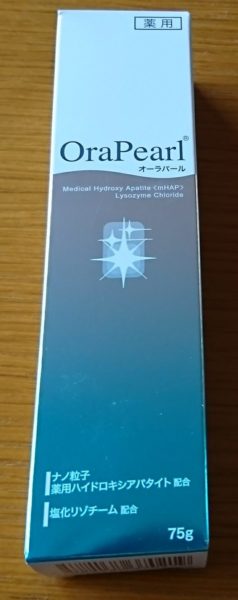 薬用
OraPearl®
オーラパール
Medical Hydroxy Apatite《mHAP》
Lysozyme Chloride
ナノ粒子
薬用ハイドロキシアパタイト 配合
塩化リゾチーム 配合
75g